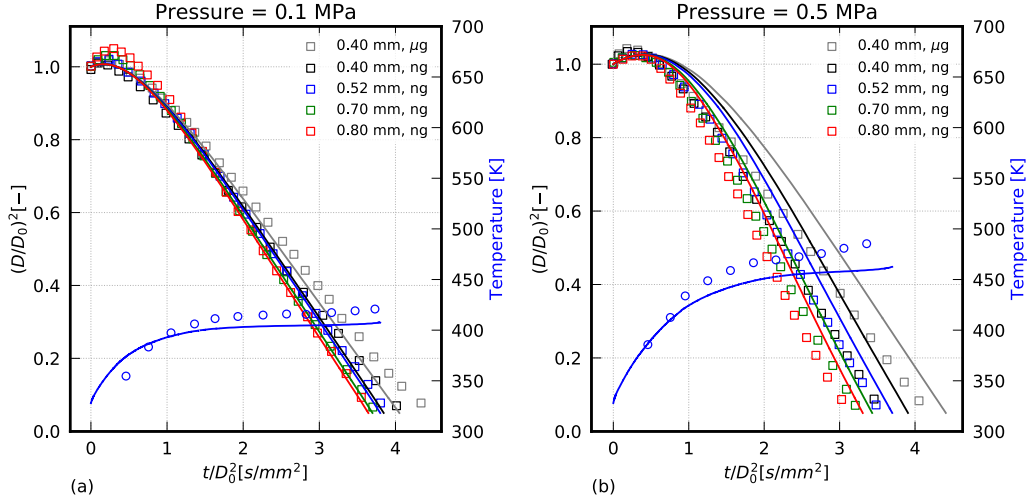 Pressure = 0.1 MPa
1.0
0.8
0.6
0.4
0.2
0.0
(D/D₀)²[−]
0.40 mm, μg
0.40 mm, ng
0.52 mm, ng
0.70 mm, ng
0.80 mm, ng
700
650
600
550
500
450
400
350
300
Temperature [K]
0 1 2 3 4
t/D₀²[s/mm²]
(a)
Pressure = 0.5 MPa
1.0
0.8
0.6
0.4
0.2
0.0
(D/D₀)²[−]
0.40 mm, μg
0.40 mm, ng
0.52 mm, ng
0.70 mm, ng
0.80 mm, ng
700
650
600
550
500
450
400
350
300
Temperature [K]
0 1 2 3 4
t/D₀²[s/mm²]
(b)